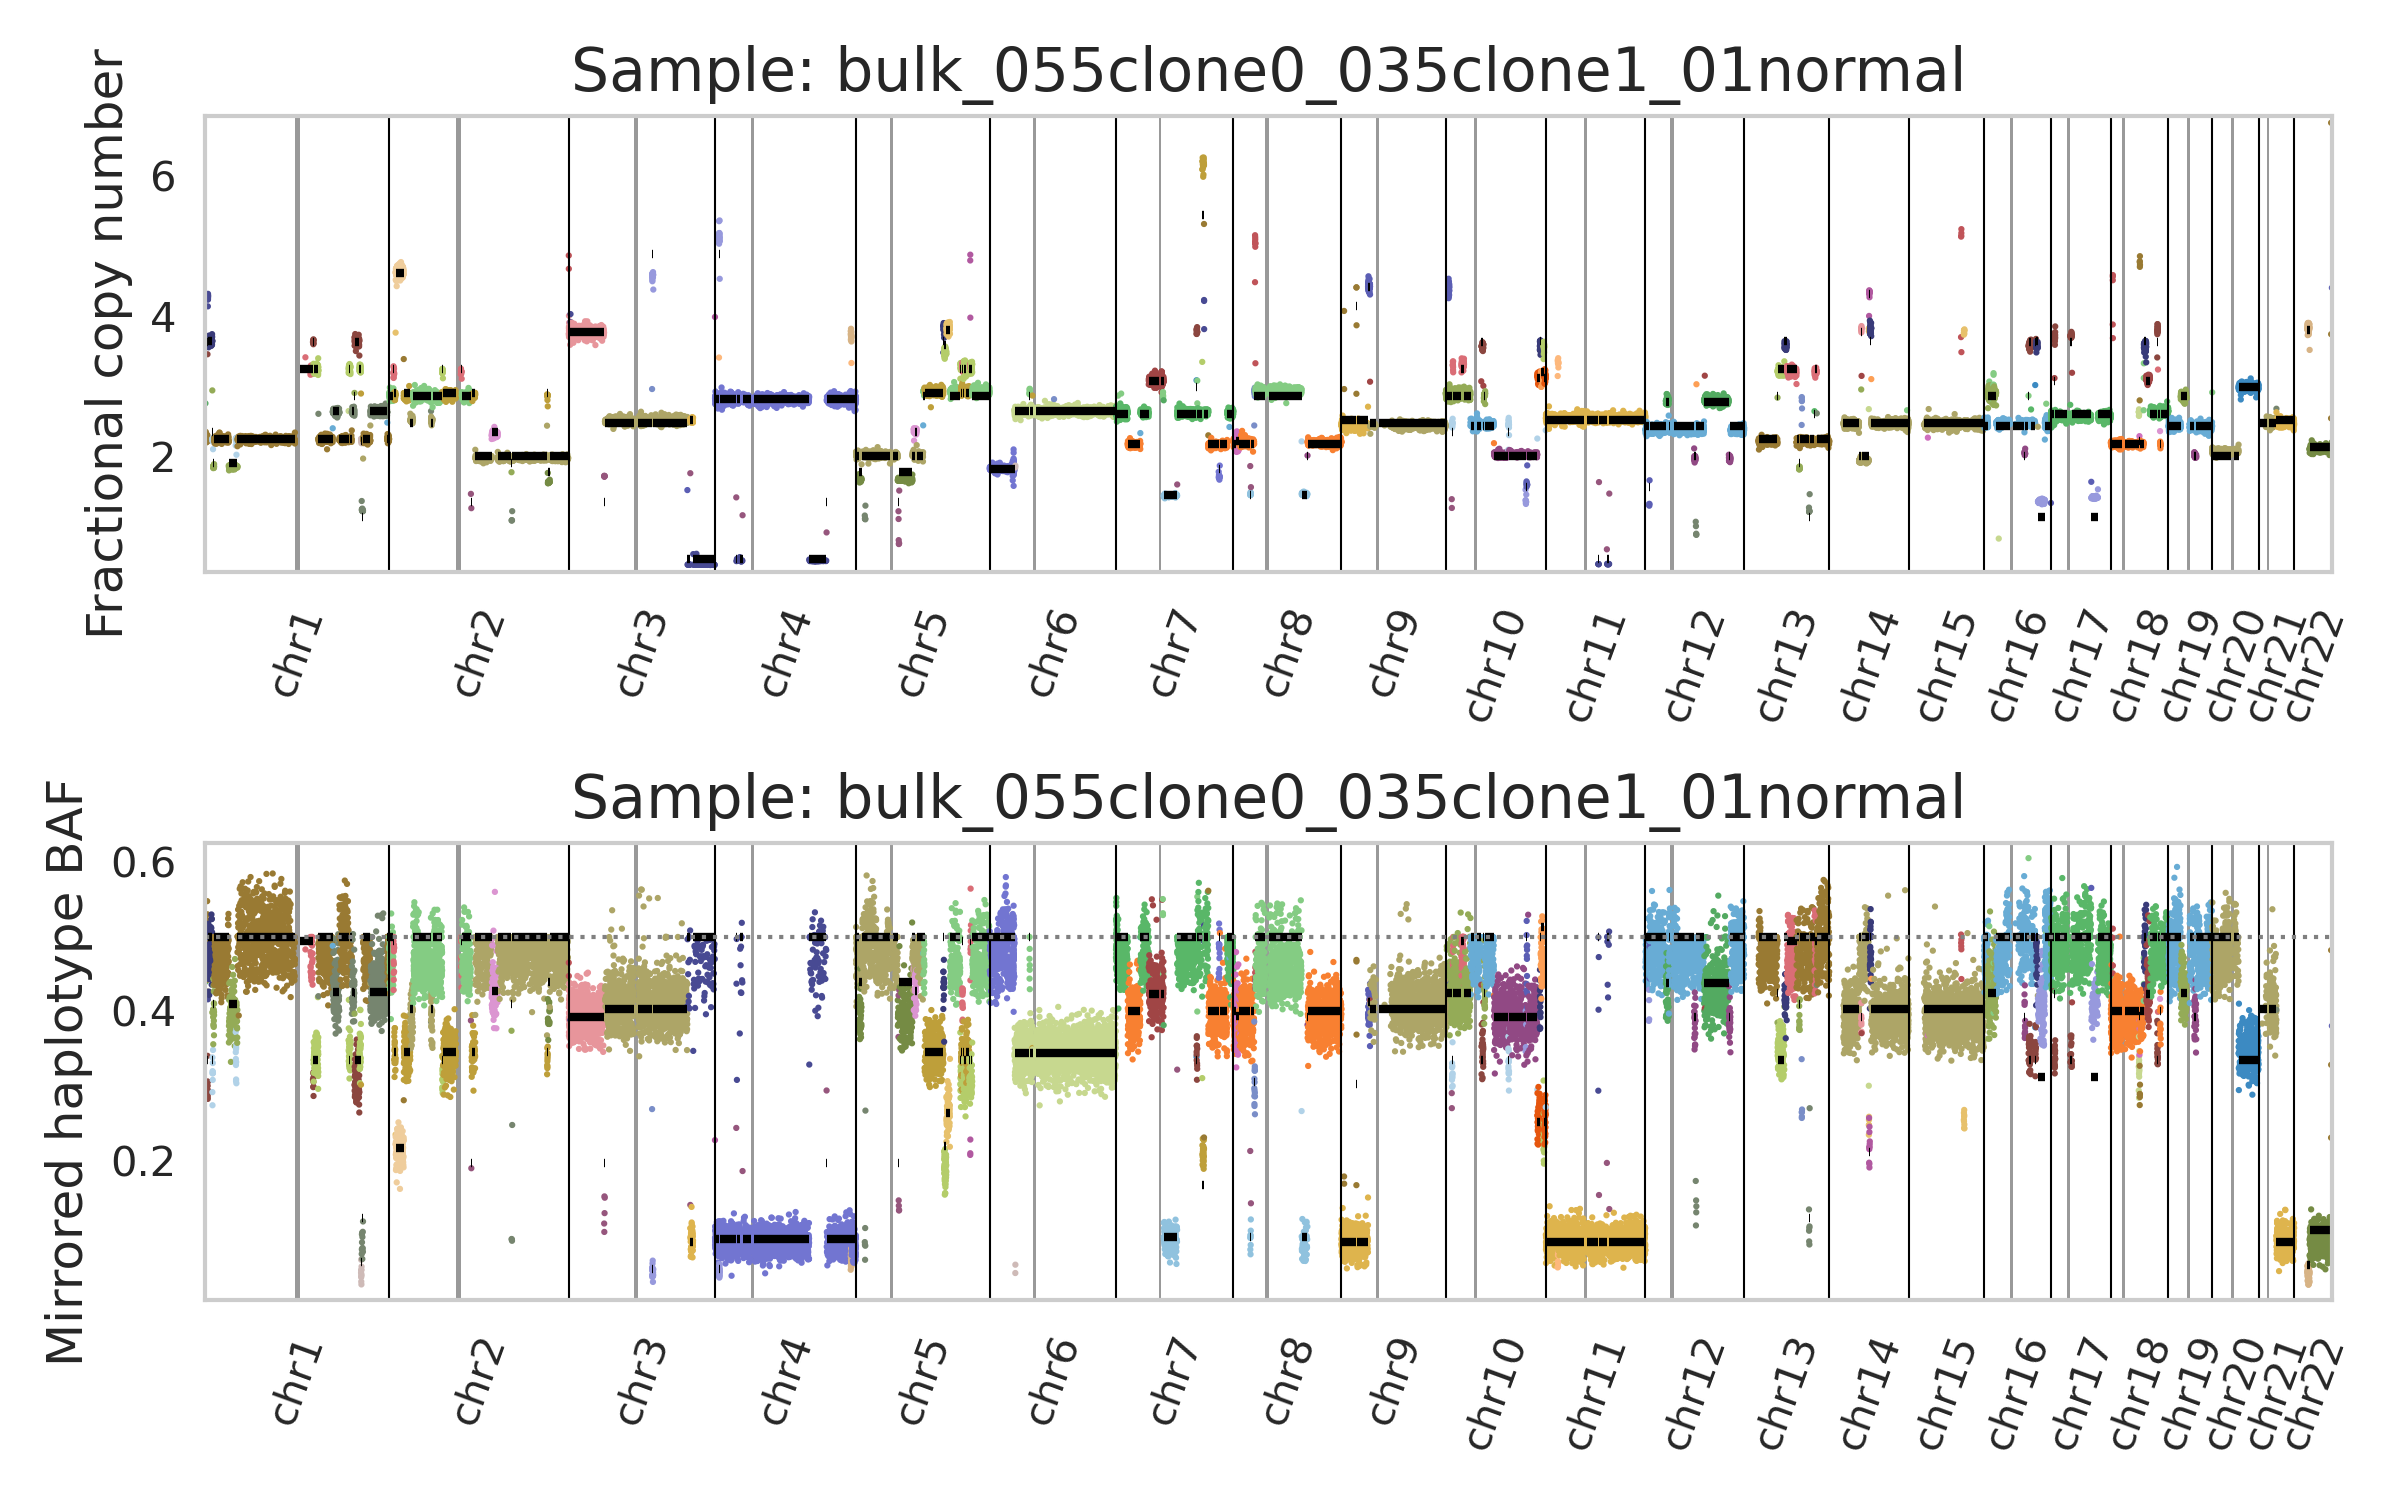 Sample: bulk_055clone0_035clone1_01normal
Fractional copy number
6
4
2
chr1
chr2
chr3
chr4
chr5
chr6
chr7
chr8
chr9
chr10
chr11
chr12
chr13
chr14
chr15
chr16
chr17
chr18
chr19
chr20
chr21
chr22
Sample: bulk_055clone0_035clone1_01normal
Mirrored haplotype BAF
0.6
0.4
0.2
chr1
chr2
chr3
chr4
chr5
chr6
chr7
chr8
chr9
chr10
chr11
chr12
chr13
chr14
chr15
chr16
chr17
chr18
chr19
chr20
chr21
chr22